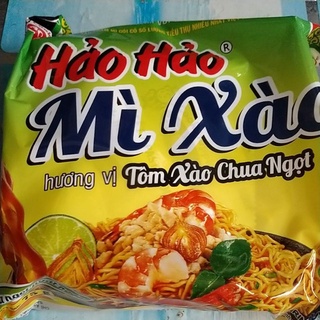 Hảo Hảo®
Mì Xào
hương vị Tôm Xào Chua Ngọt